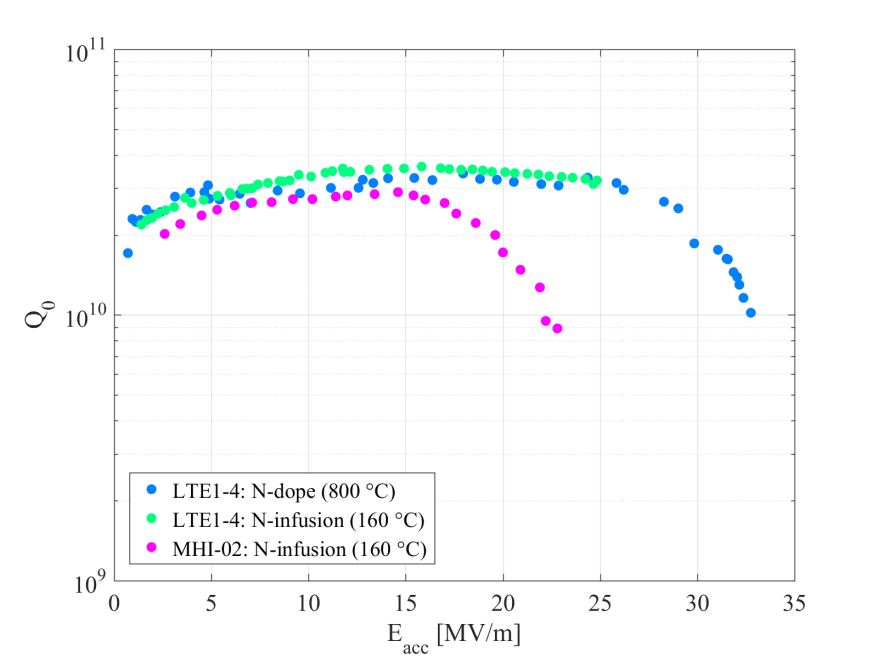 10^11
10^10
10^9
Q_0
LTE1-4: N-dope (800 °C)
LTE1-4: N-infusion (160 °C)
MHI-02: N-infusion (160 °C)
0 5 10 15 20 25 30 35
E_acc [MV/m]